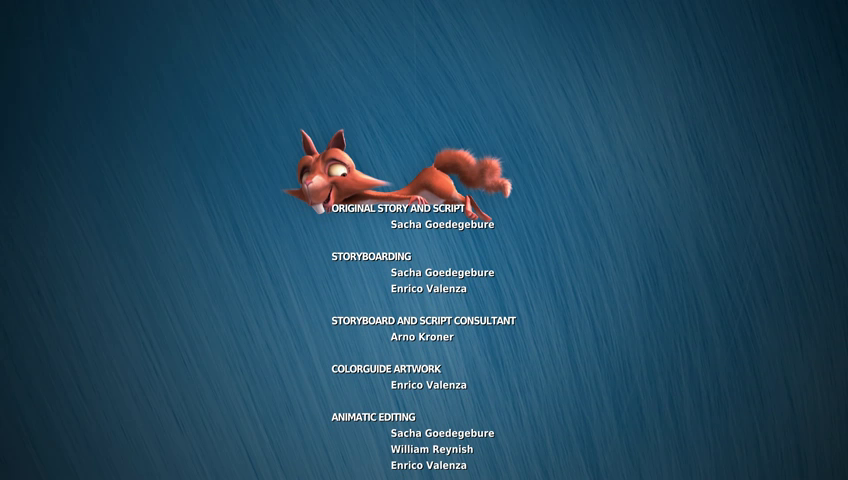 ORIGINAL STORY AND SCRIPT
Sacha Goedegebure
STORYBOARDING
Sacha Goedegebure
Enrico Valenza
STORYBOARD AND SCRIPT CONSULTANT
Arno Kroner
COLORGUIDE ARTWORK
Enrico Valenza
ANIMATIC EDITING
Sacha Goedegebure
William Reynish
Enrico Valenza